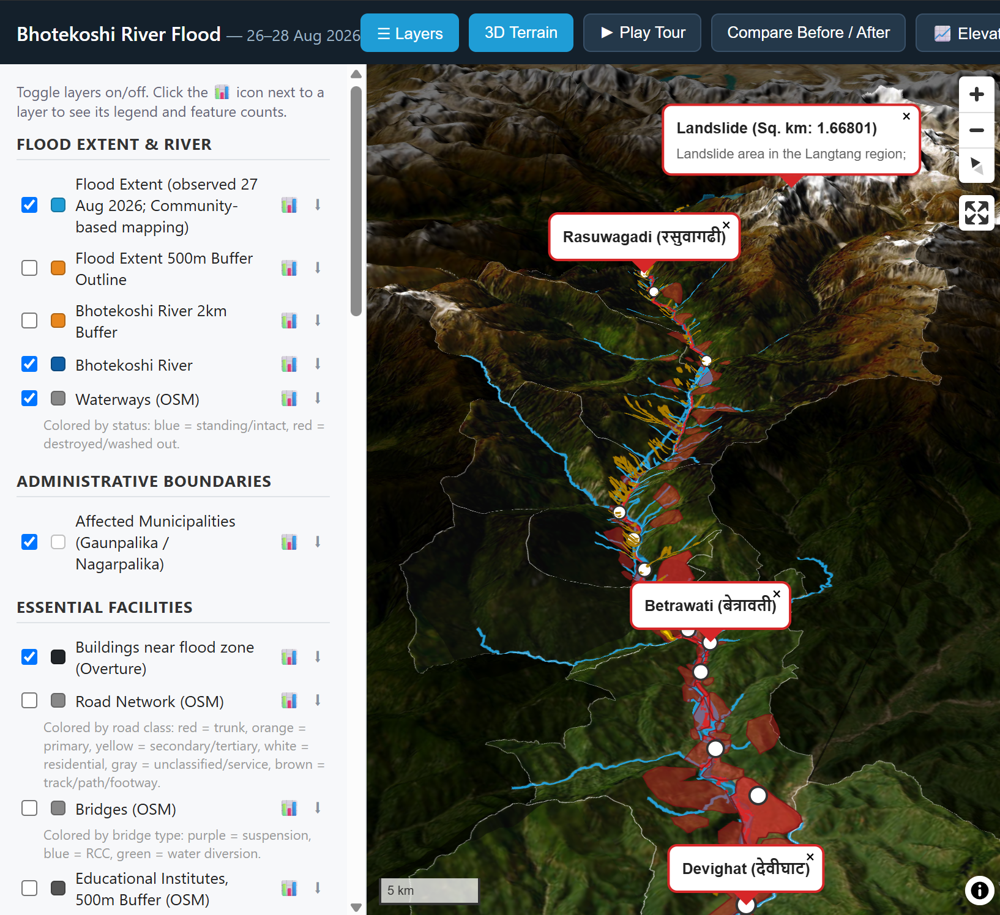 Bhotekoshi River Flood — 26–28 Aug 2026
☰ Layers
3D Terrain
▶ Play Tour
Compare Before / After
Elevat
Toggle layers on/off. Click the 📊 icon next to a
layer to see its legend and feature counts.
FLOOD EXTENT & RIVER
Flood Extent (observed 27
Aug 2026; Community-
based mapping)
Flood Extent 500m Buffer
Outline
Bhotekoshi River 2km
Buffer
Bhotekoshi River
Waterways (OSM)
Colored by status: blue = standing/intact, red =
destroyed/washed out.
ADMINISTRATIVE BOUNDARIES
Affected Municipalities
(Gaunpalika /
Nagarpalika)
ESSENTIAL FACILITIES
Buildings near flood zone
(Overture)
Road Network (OSM)
Colored by road class: red = trunk, orange =
primary, yellow = secondary/tertiary, white =
residential, gray = unclassified/service, brown =
track/path/footway.
Bridges (OSM)
Colored by bridge type: purple = suspension,
blue = RCC, green = water diversion.
Educational Institutes,
500m Buffer (OSM)
Landslide (Sq. km: 1.66801)
Landslide area in the Langtang region;
Rasuwagadi (रसुवागढी)
Betrawati (बेत्रावती)
Devighat (देवीघाट)
5 km